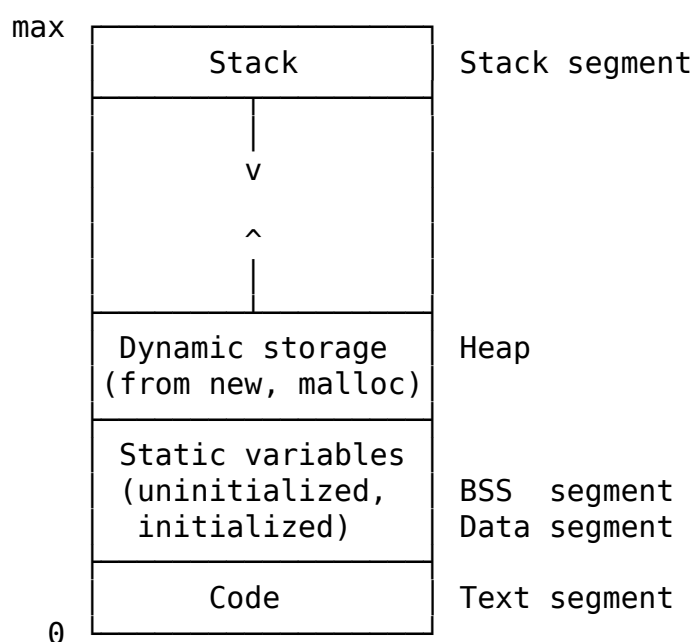 max
Stack Stack segment
v
^
Dynamic storage Heap
(from new, malloc)
Static variables
(uninitialized, BSS segment
initialized) Data segment
Code Text segment
0